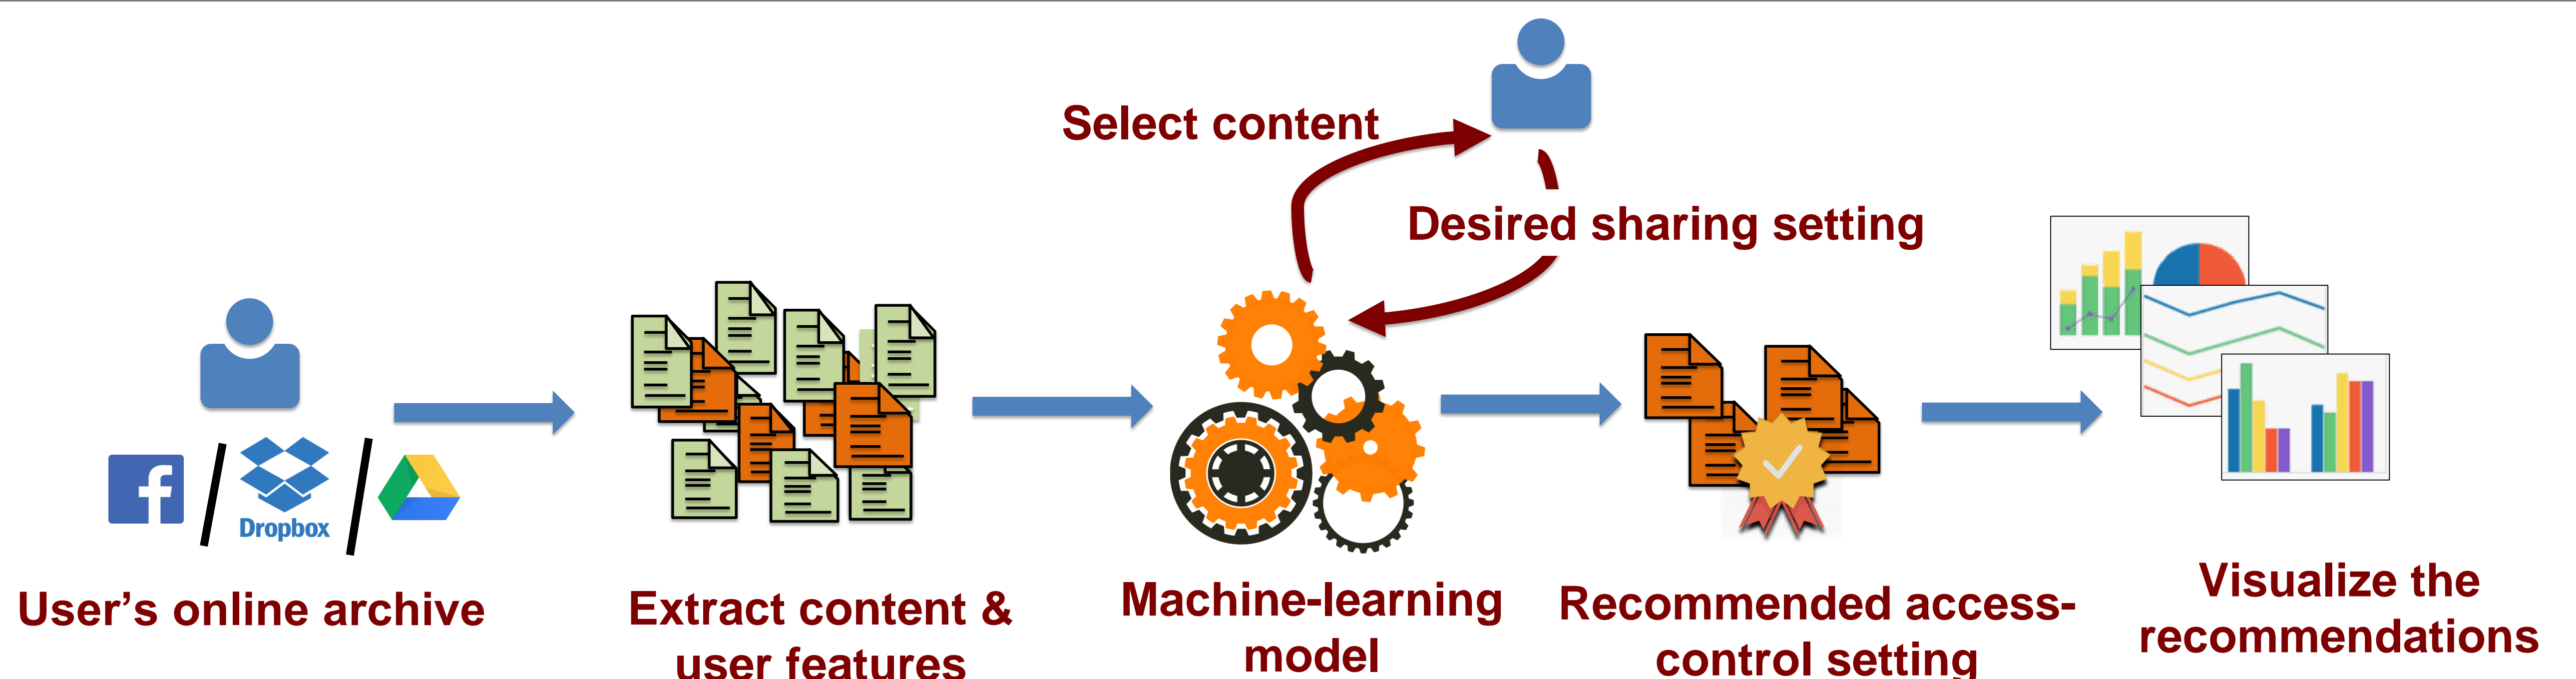 Select content
Desired sharing setting
Dropbox
User’s online archive
Extract content &
user features
Machine-learning
model
Recommended access-
control setting
Visualize the
recommendations